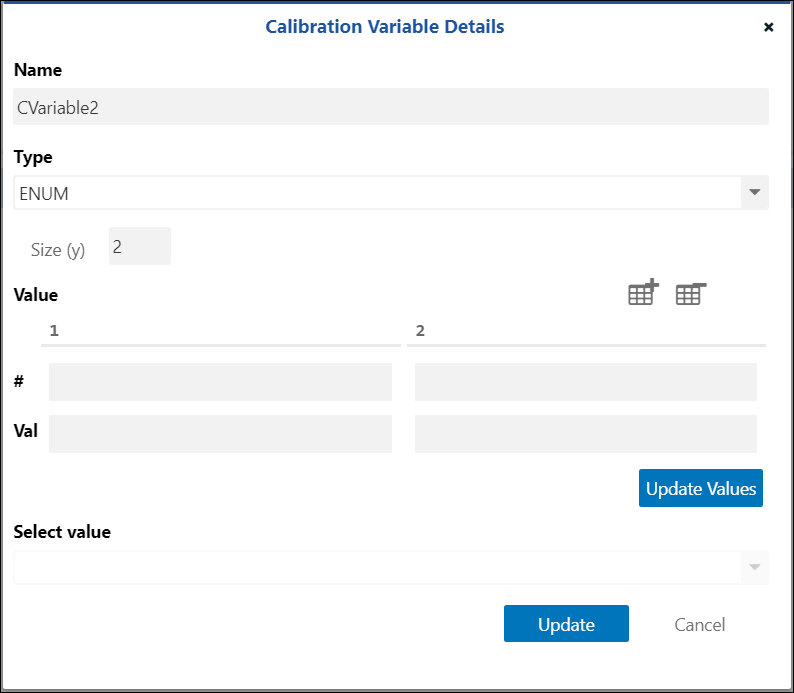 Calibration Variable Details ×
Name
CVariable2
Type
ENUM
Size (y) 2
Value
1 2
#
Val
Update Values
Select value
Update Cancel